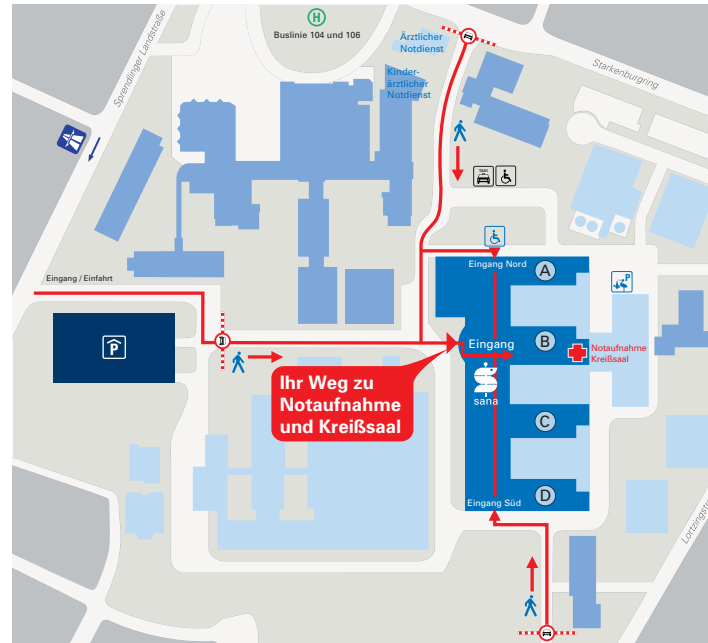 H
Buslinie 104 und 106
Ärztlicher
Notdienst
Kinder-
ärztlicher
Notdienst
Sprendlinger Landstraße
Starkenburgring
TAXI
Eingang / Einfahrt
P
Eingang Nord
A
P
Eingang
B
Notaufnahme
Kreißsaal
sana
Ihr Weg zu
Notaufnahme
und Kreißsaal
C
D
Eingang Süd